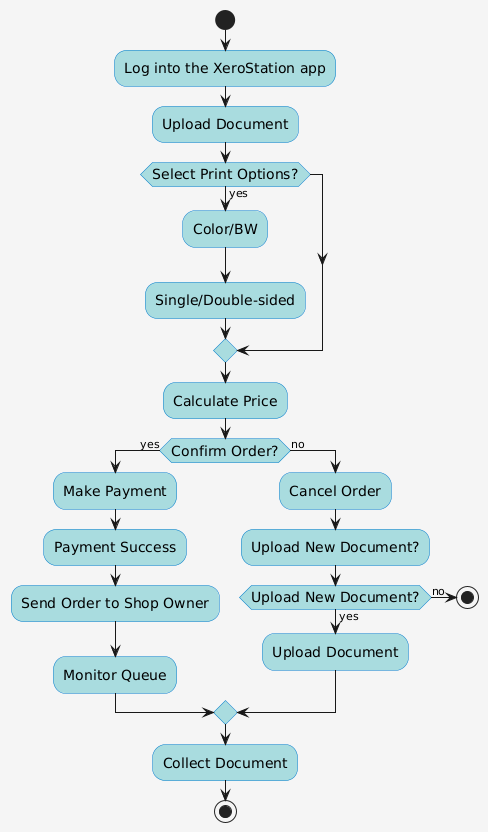 Log into the XeroStation app
Upload Document
Select Print Options?
yes
Color/BW
Single/Double-sided
Calculate Price
yes
Confirm Order?
no
Make Payment
Cancel Order
Payment Success
Upload New Document?
Send Order to Shop Owner
Upload New Document?
no
yes
Monitor Queue
Upload Document
Collect Document